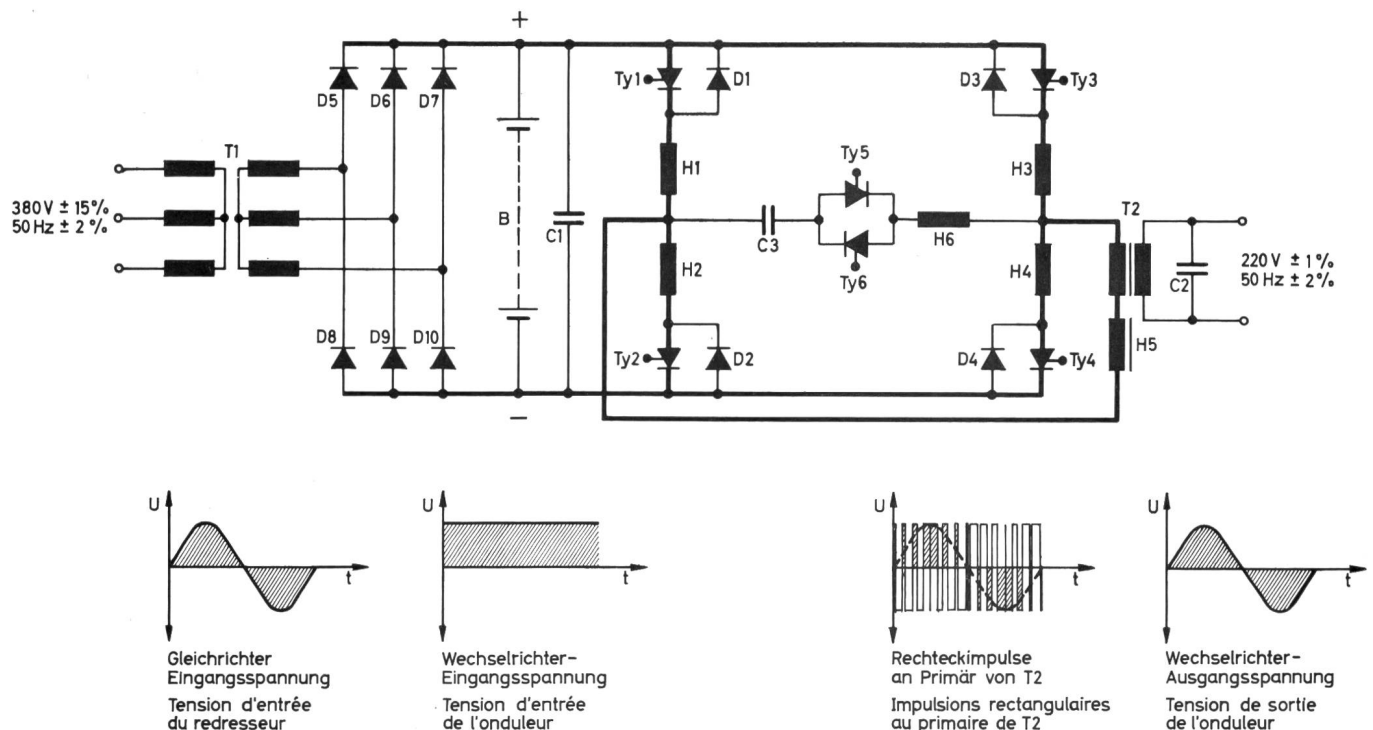 +
D5
D6
D7
Ty1
D1
D3
Ty3
T1
H1
Ty5
H3
380V ± 15%
50Hz ± 2%
B
C1
C3
H6
T2
H2
Ty6
H4
C2
220V ± 1%
50Hz ± 2%
D8
D9
D10
Ty2
D2
D4
Ty4
H5
−
U
t
U
t
U
t
U
t
Gleichrichter
Eingangsspannung
Tension d'entrée
du redresseur
Wechselrichter-
Eingangsspannung
Tension d'entrée
de l'onduleur
Rechteckimpulse
an Primär von T2
Impulsions rectangulaires
au primaire de T2
Wechselrichter-
Ausgangsspannung
Tension de sortie
de l'onduleur